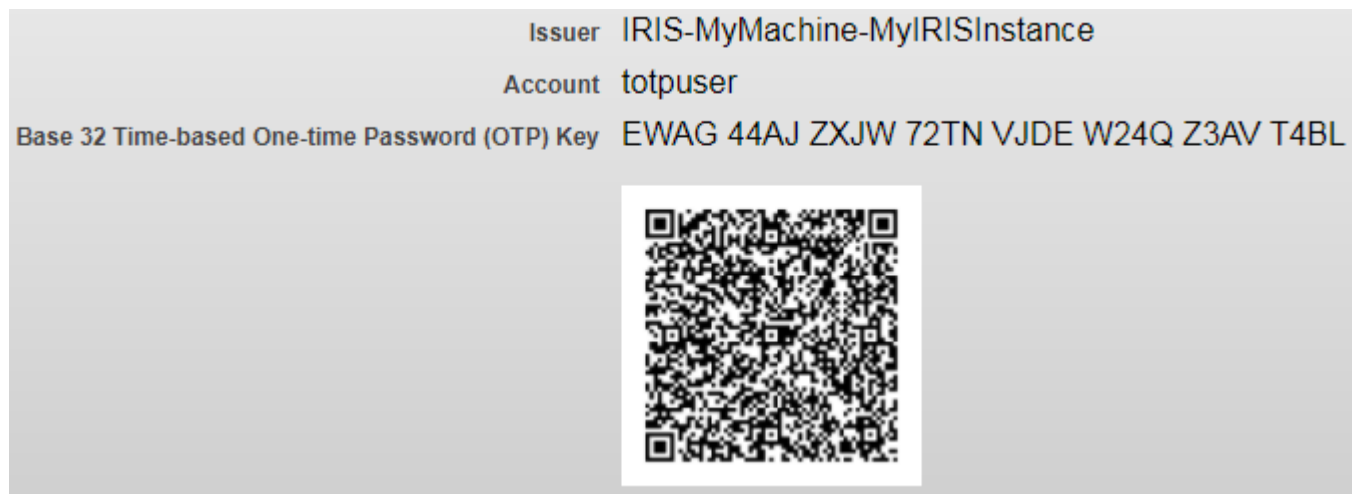 Issuer IRIS-MyMachine-MyIRISInstance
Account totpuser
Base 32 Time-based One-time Password (OTP) Key EWAG 44AJ ZXJW 72TN VJDE W24Q Z3AV T4BL